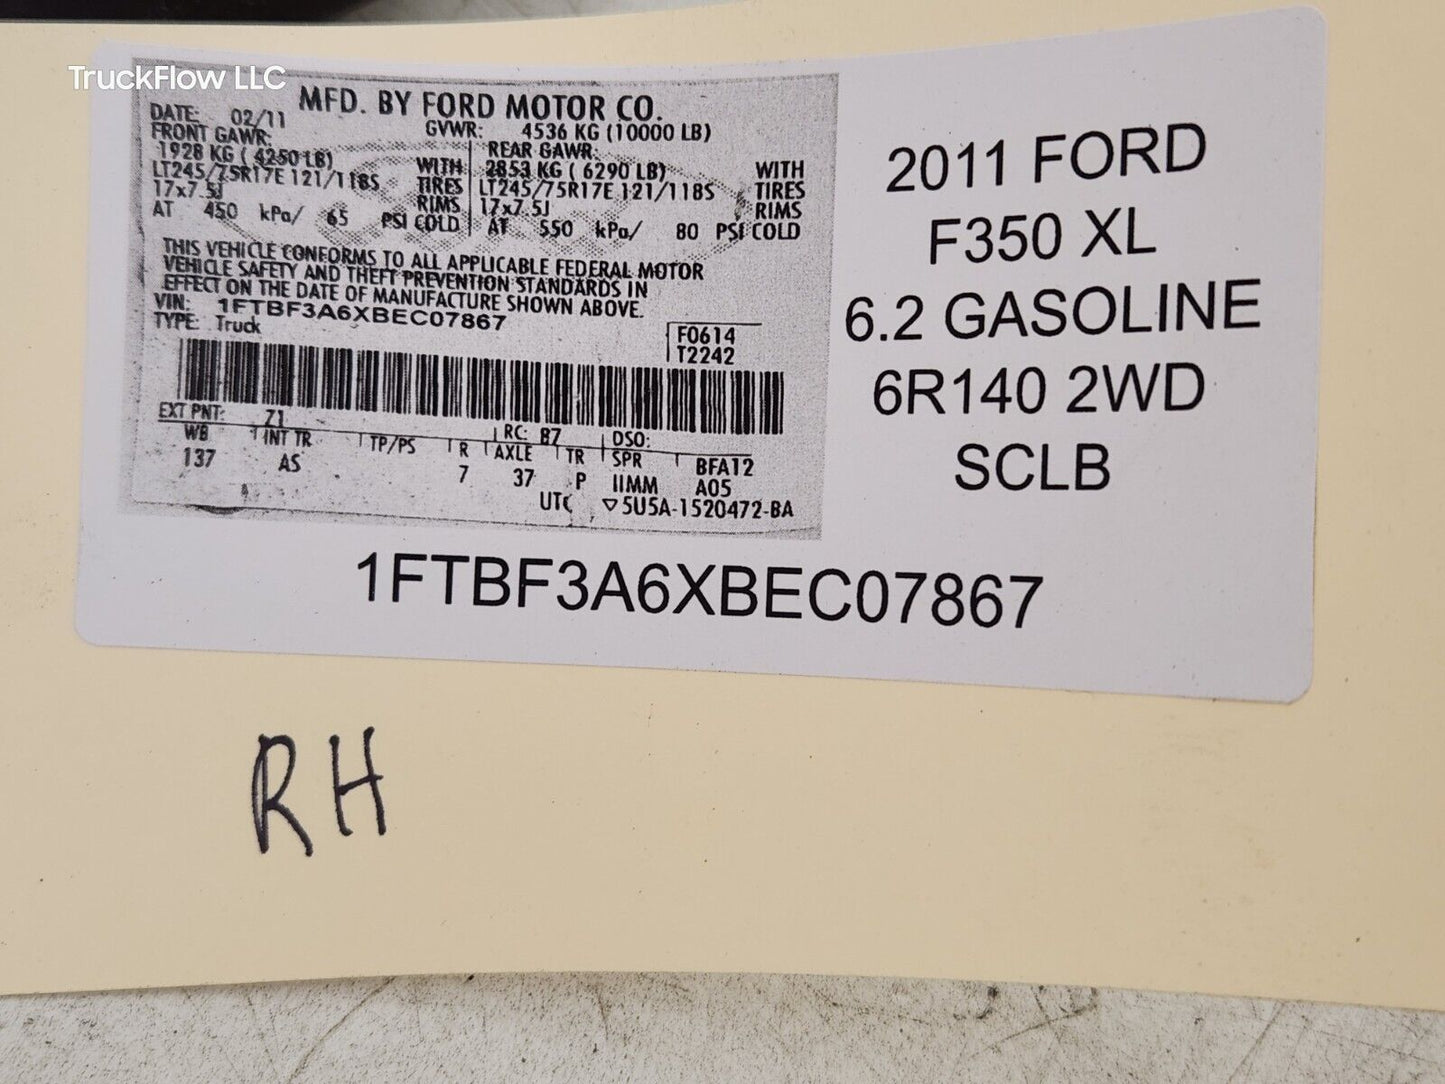 TruckFlow LLC
MFD. BY FORD MOTOR CO.
DATE: 02/11 GVWR: 4536 KG (10000 LB)
FRONT GAWR: REAR GAWR:
1928 KG ( 4250 LB) WITH 2853 KG ( 6290 LB) WITH
LT245/75R17E 121/118S TIRES LT245/75R17E 121/118S TIRES
17x7.5J RIMS 17x7.5J RIMS
AT 450 kPa/ 65 PSI COLD AT 550 kPa/ 80 PSI COLD
THIS VEHICLE CONFORMS TO ALL APPLICABLE FEDERAL MOTOR
VEHICLE SAFETY AND THEFT PREVENTION STANDARDS IN
EFFECT ON THE DATE OF MANUFACTURE SHOWN ABOVE.
VIN: 1FTBF3A6XBEC07867
TYPE: Truck
F0614
T2242
EXT PNT: Z1 RC: B7 DSO:
WB INT TR TP/PS R AXLE TR SPR BFA12
137 AS 7 37 P IIMM A05
UTC ▽5U5A-1520472-BA
2011 FORD
F350 XL
6.2 GASOLINE
6R140 2WD
SCLB
1FTBF3A6XBEC07867
RH